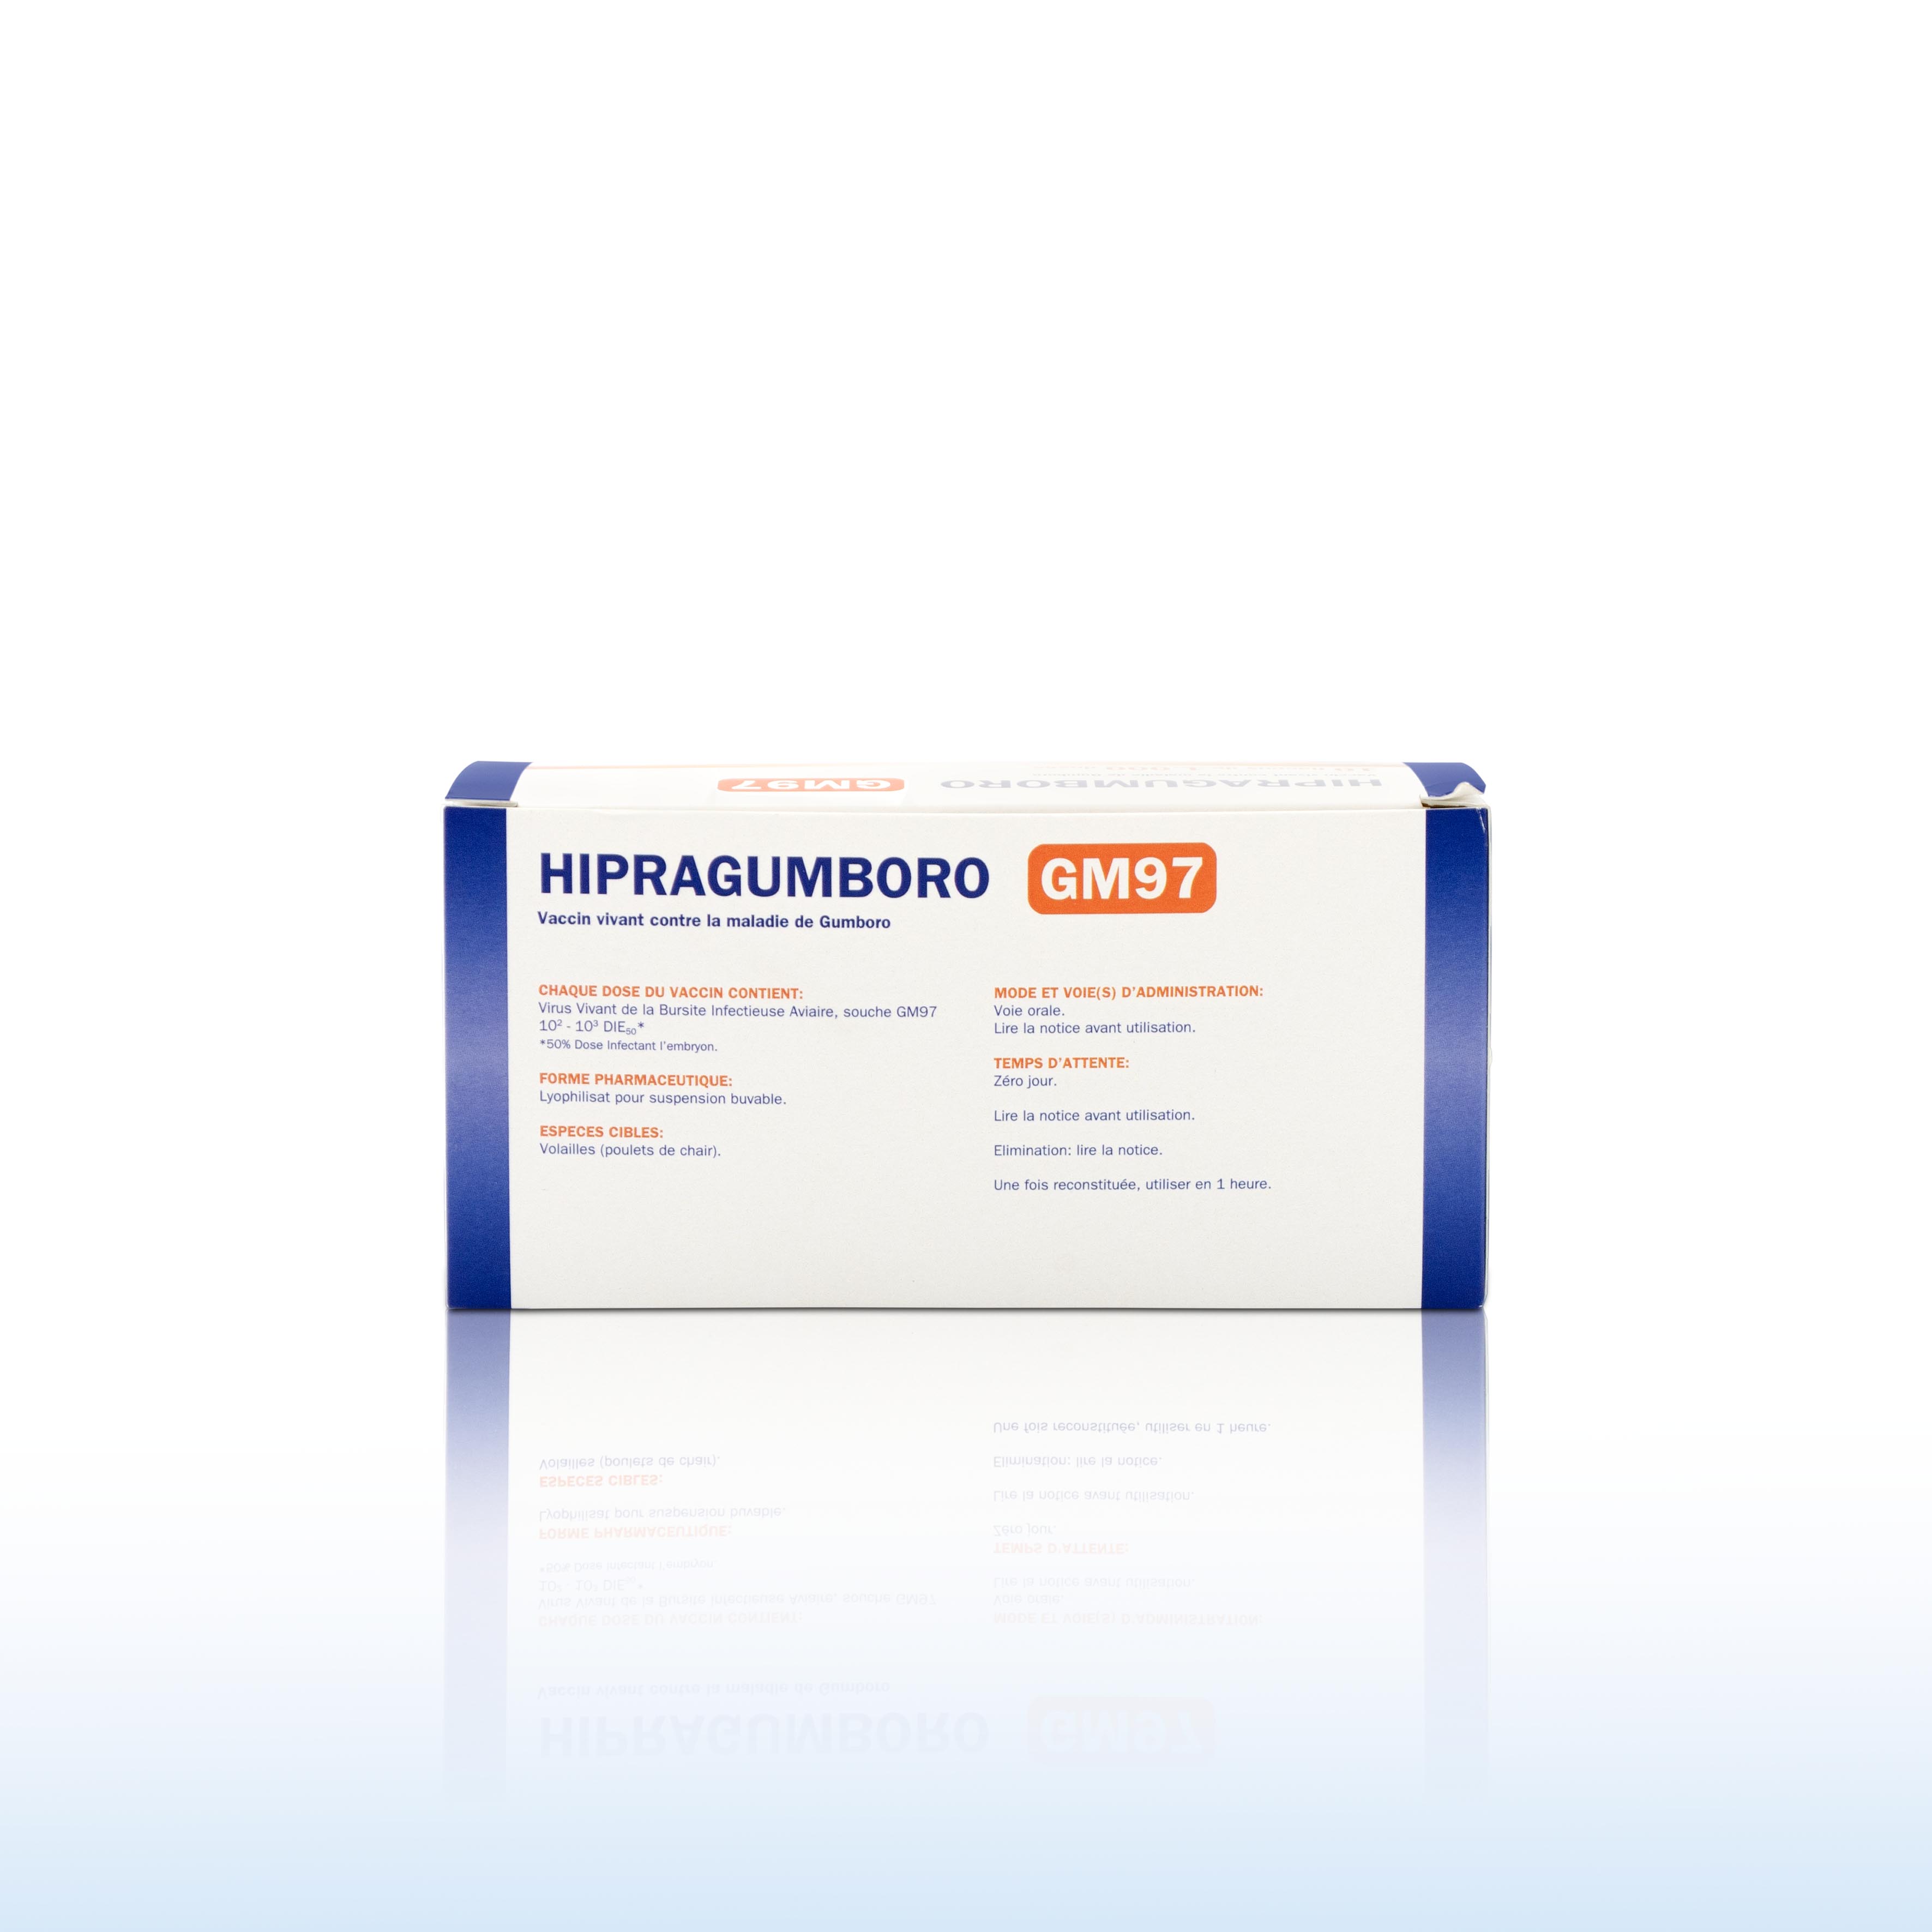 GM97 HIPRAGUMBORO
HIPRAGUMBORO GM97
Vaccin vivant contre la maladie de Gumboro
CHAQUE DOSE DU VACCIN CONTIENT:
Virus Vivant de la Bursite Infectieuse Aviaire, souche GM97
10² - 10³ DIE₅₀*
*50% Dose Infectant l'embryon.
FORME PHARMACEUTIQUE:
Lyophilisat pour suspension buvable.
ESPECES CIBLES:
Volailles (poulets de chair).
MODE ET VOIE(S) D'ADMINISTRATION:
Voie orale.
Lire la notice avant utilisation.
TEMPS D'ATTENTE:
Zéro jour.
Lire la notice avant utilisation.
Elimination: lire la notice.
Une fois reconstituée, utiliser en 1 heure.